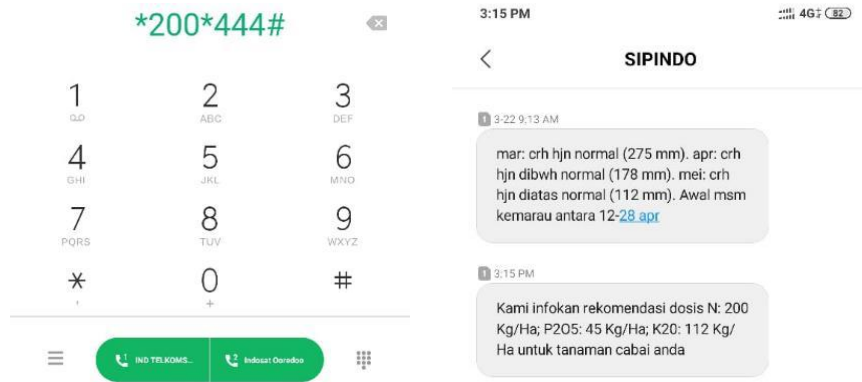 *200*444#
1
2
ABC
3
DEF
4
GHI
5
JKL
6
MNO
7
PQRS
8
TUV
9
WXYZ
*
,
0
+
#
1 IND TELKOMS...
2 Indosat Ooredoo
3:15 PM
4G+ 82
SIPINDO
1 3-22 9:13 AM
mar: crh hjn normal (275 mm). apr: crh
hjn dibwh normal (178 mm). mei: crh
hjn diatas normal (112 mm). Awal msm
kemarau antara 12-28 apr
1 3:15 PM
Kami infokan rekomendasi dosis N: 200
Kg/Ha; P2O5: 45 Kg/Ha; K20: 112 Kg/
Ha untuk tanaman cabai anda